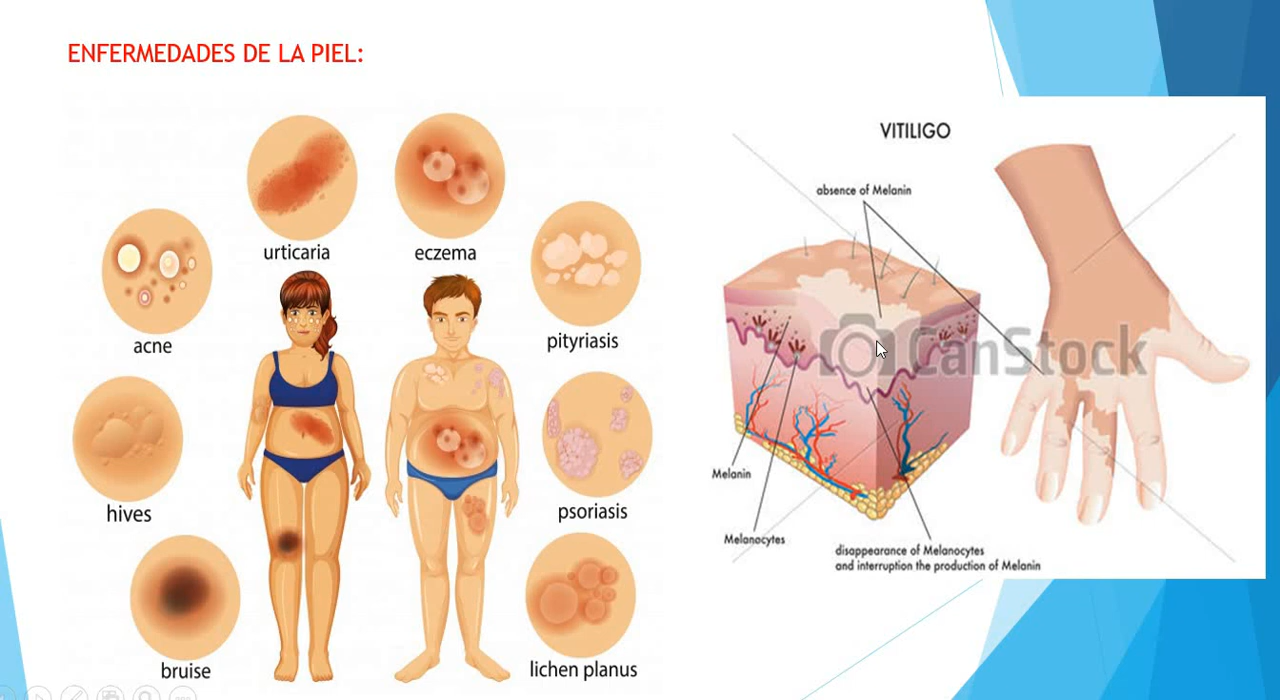 ENFERMEDADES DE LA PIEL:
urticaria
eczema
acne
pityriasis
hives
psoriasis
bruise
lichen planus
VITILIGO
absence of Melanin
CanStock
Melanin
Melanocytes
disappearance of Melanocytes
and interruption the production of Melanin